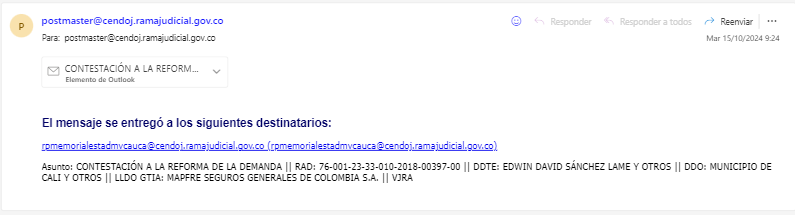 P
postmaster@cendoj.ramajudicial.gov.co
Responder
Responder a todos
Reenviar
Para: postmaster@cendoj.ramajudicial.gov.co
Mar 15/10/2024 9:24
CONTESTACIÓN A LA REFORM...
Elemento de Outlook
El mensaje se entregó a los siguientes destinatarios:
rpmemorialestadmvcauca@cendoj.ramajudicial.gov.co (rpmemorialestadmvcauca@cendoj.ramajudicial.gov.co)
Asunto: CONTESTACIÓN A LA REFORMA DE LA DEMANDA || RAD: 76-001-23-33-010-2018-00397-00 || DDTE: EDWIN DAVID SÁNCHEZ LAME Y OTROS || DDO: MUNICIPIO DE
CALI Y OTROS || LLDO GTIA: MAPFRE SEGUROS GENERALES DE COLOMBIA S.A. || VJRA